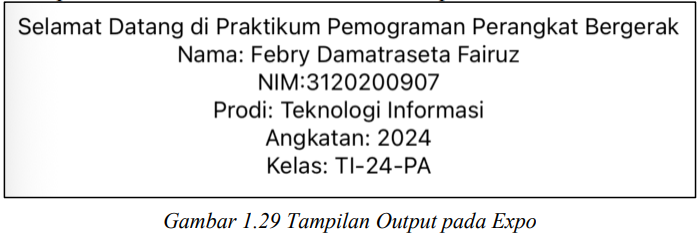 Selamat Datang di Praktikum Pemograman Perangkat Bergerak
Nama: Febry Damatraseta Fairuz
NIM:3120200907
Prodi: Teknologi Informasi
Angkatan: 2024
Kelas: TI-24-PA
Gambar 1.29 Tampilan Output pada Expo